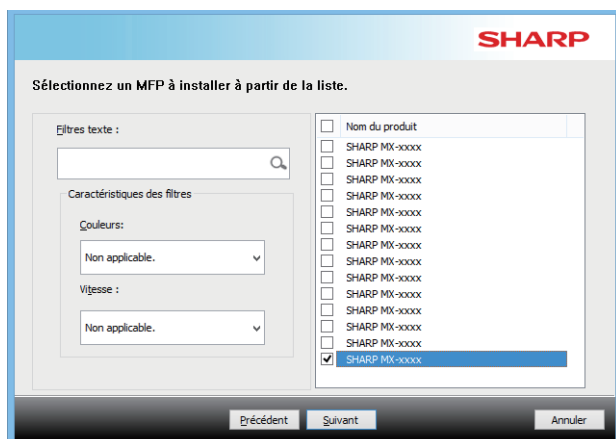 SHARP
Sélectionnez un MFP à installer à partir de la liste.
Filtres texte :
Caractéristiques des filtres
Couleurs:
Non applicable.
Vitesse :
Non applicable.
Nom du produit
SHARP MX-xxxx
SHARP MX-xxxx
SHARP MX-xxxx
SHARP MX-xxxx
SHARP MX-xxxx
SHARP MX-xxxx
SHARP MX-xxxx
SHARP MX-xxxx
SHARP MX-xxxx
SHARP MX-xxxx
SHARP MX-xxxx
SHARP MX-xxxx
SHARP MX-xxxx
SHARP MX-xxxx
Précédent
Suivant
Annuler